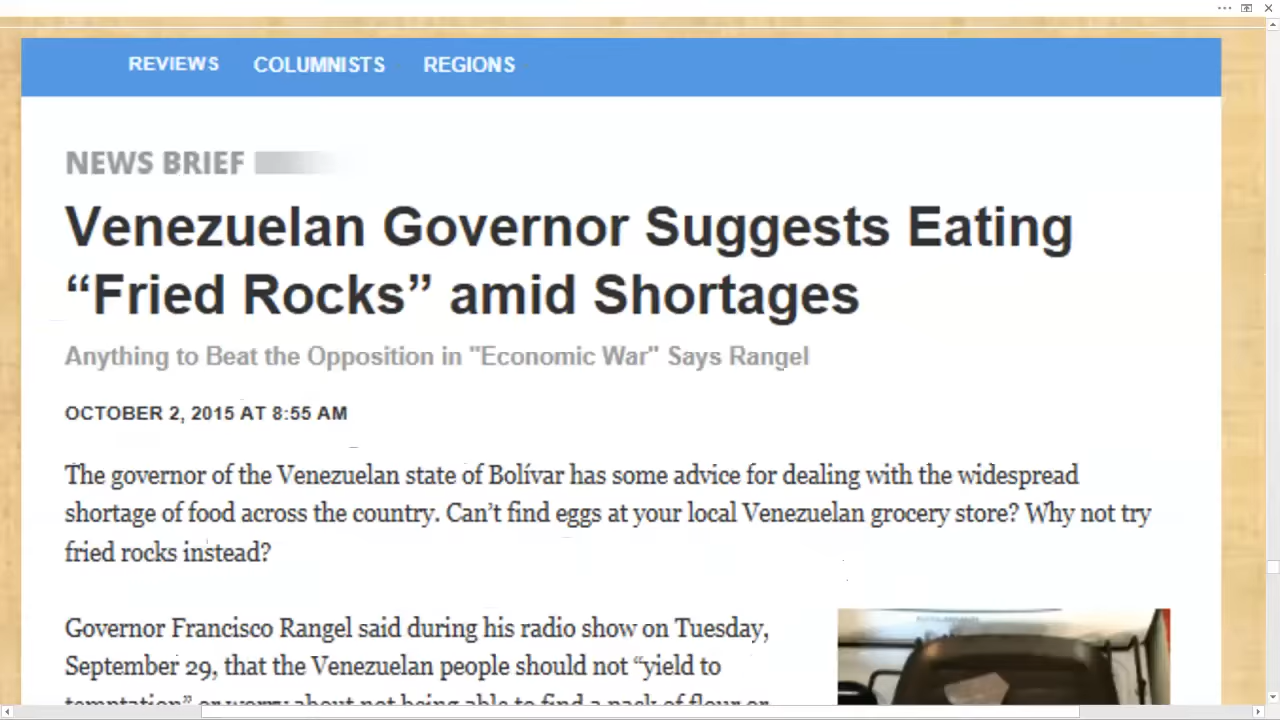 REVIEWS COLUMNISTS REGIONS
NEWS BRIEF
Venezuelan Governor Suggests Eating
“Fried Rocks” amid Shortages
Anything to Beat the Opposition in "Economic War" Says Rangel
OCTOBER 2, 2015 AT 8:55 AM
The governor of the Venezuelan state of Bolívar has some advice for dealing with the widespread
shortage of food across the country. Can’t find eggs at your local Venezuelan grocery store? Why not try
fried rocks instead?
Governor Francisco Rangel said during his radio show on Tuesday,
September 29, that the Venezuelan people should not “yield to
temptation” or worry about not being able to find a pack of flour or